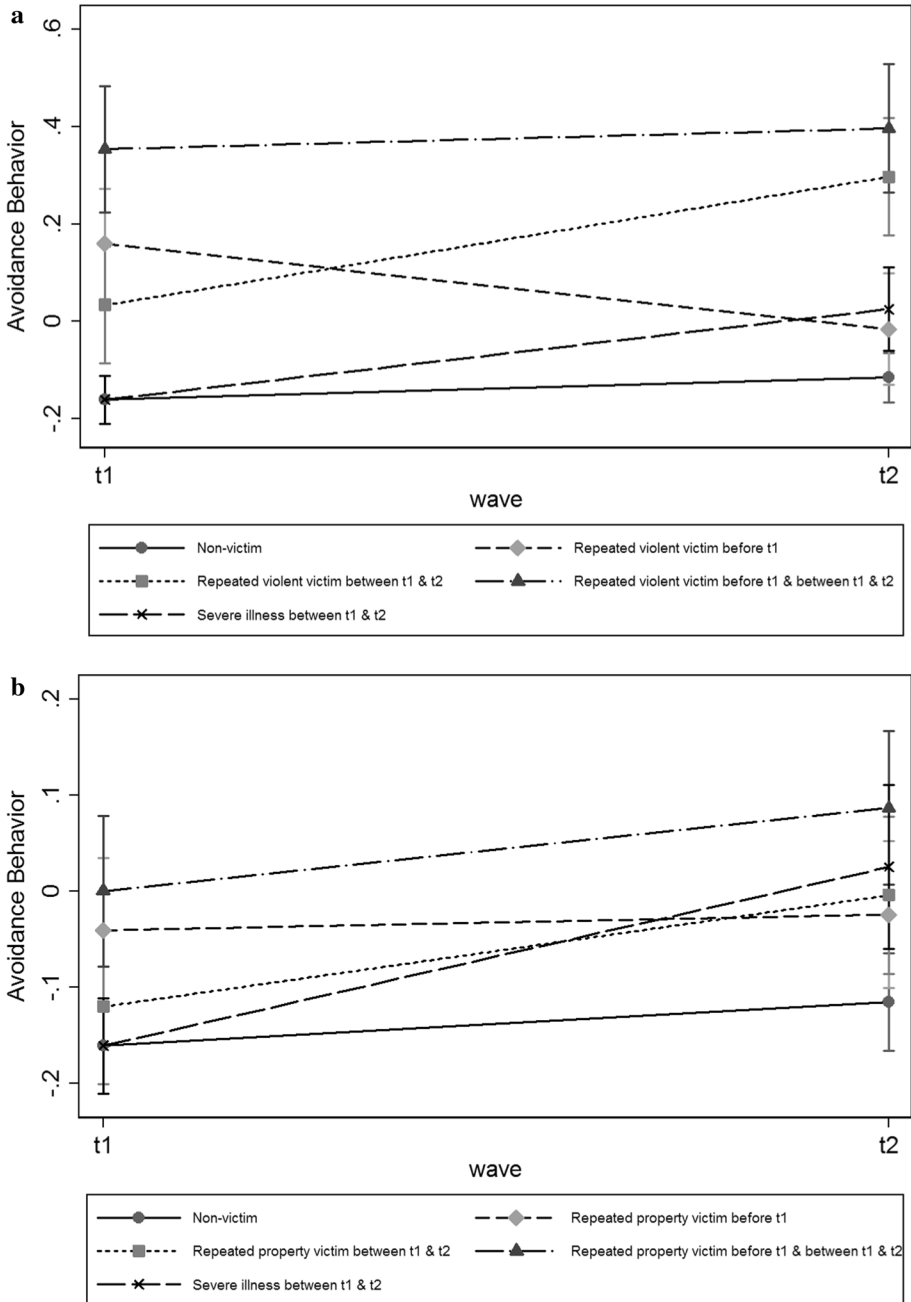 a
.6
.4
.2
0
-.2
Avoidance Behavior
t1
t2
wave
Non-victim
Repeated violent victim before t1
Repeated violent victim between t1 & t2
Repeated violent victim before t1 & between t1 & t2
Severe illness between t1 & t2
b
.2
.1
0
-.1
-.2
Avoidance Behavior
t1
t2
wave
Non-victim
Repeated property victim before t1
Repeated property victim between t1 & t2
Repeated property victim before t1 & between t1 & t2
Severe illness between t1 & t2